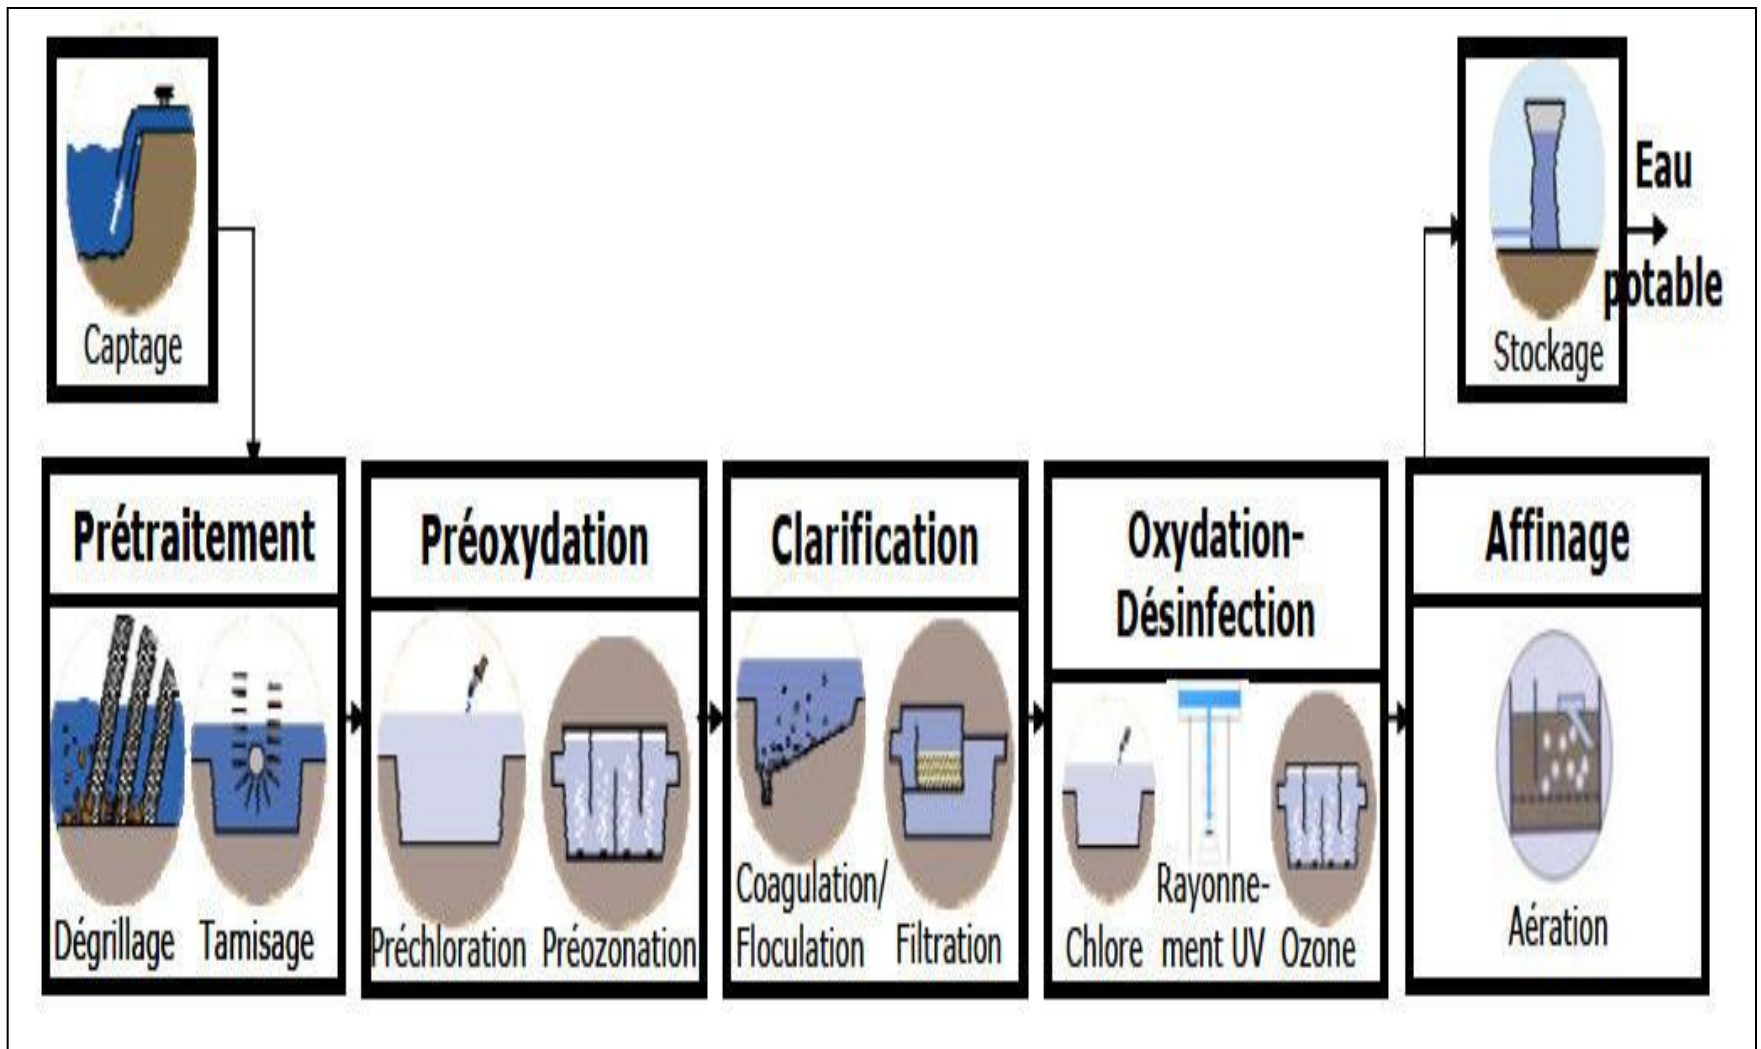 Captage
Stockage
Eau
potable
Prétraitement
Dégrillage
Tamisage
Préoxydation
Préchloration
Préozonation
Clarification
Coagulation/
Floculation
Filtration
Oxydation-
Désinfection
Chlore
Rayonne-
ment UV
Ozone
Affinage
Aération